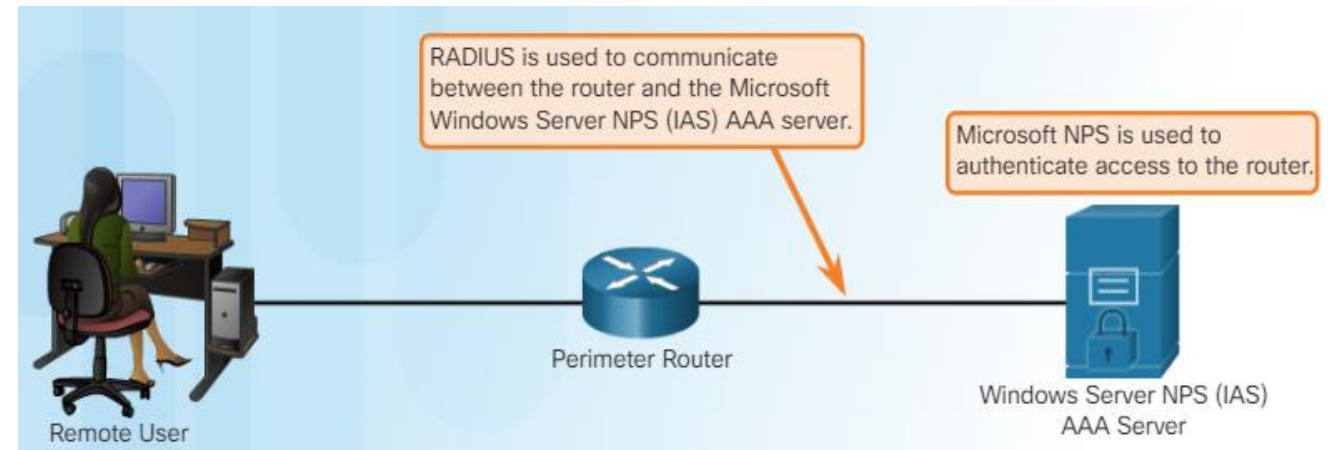 RADIUS is used to communicate
between the router and the Microsoft
Windows Server NPS (IAS) AAA server.
Microsoft NPS is used to
authenticate access to the router.
Perimeter Router
Windows Server NPS (IAS)
AAA Server
Remote User